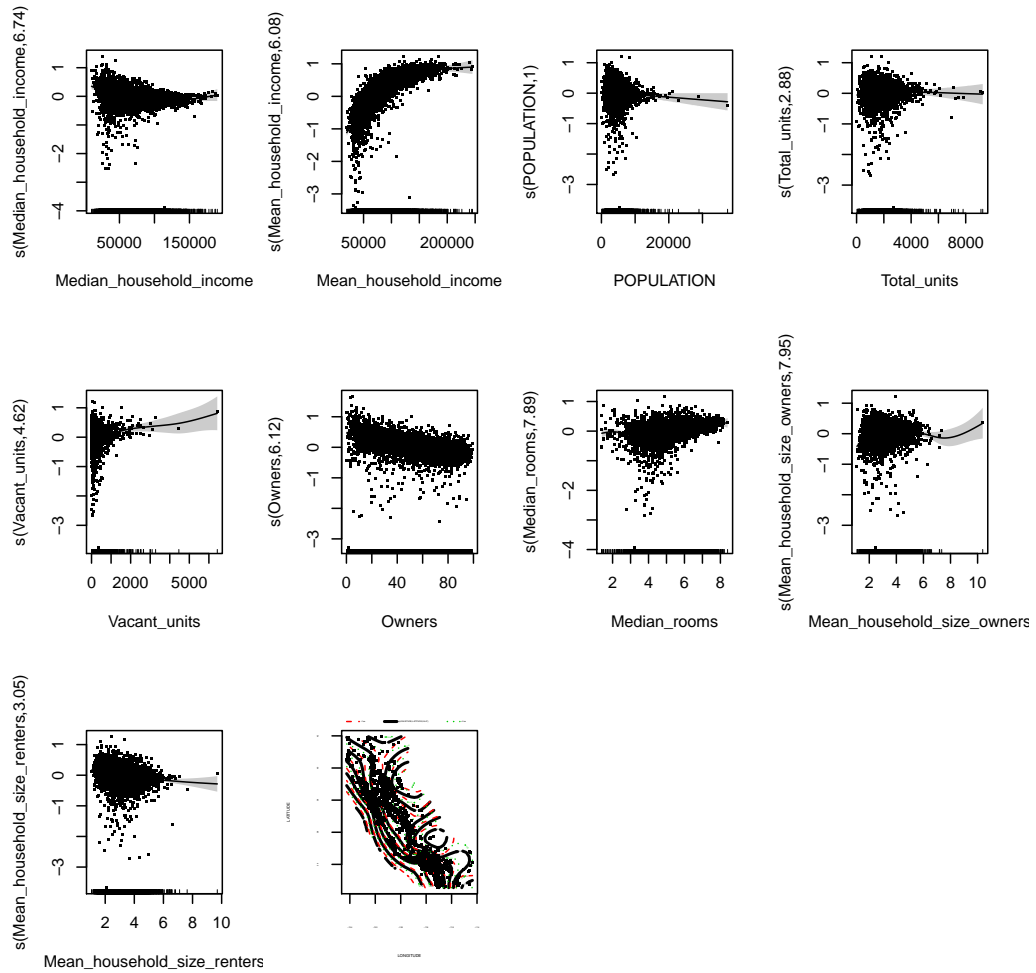 s(Median_household_income,6.74)
1
0
−2
−4
50000 150000
Median_household_income
s(Mean_household_income,6.08)
1
0
−1
−2
−3
50000 200000
Mean_household_income
s(POPULATION,1)
1
0
−1
−3
0 20000
POPULATION
s(Total_units,2.88)
1
0
−1
−3
0 4000 8000
Total_units
s(Vacant_units,4.62)
1
0
−1
−3
0 2000 5000
Vacant_units
s(Owners,6.12)
1
0
−1
−3
0 40 80
Owners
s(Median_rooms,7.89)
1
0
−2
−4
2 4 6 8
Median_rooms
s(Mean_household_size_owners,7.95)
1
0
−1
−3
2 4 6 8 10
Mean_household_size_owners
s(Mean_household_size_renters,3.05)
1
0
−1
−3
2 4 6 8 10
Mean_household_size_renters
LATITUDE
LONGITUDE